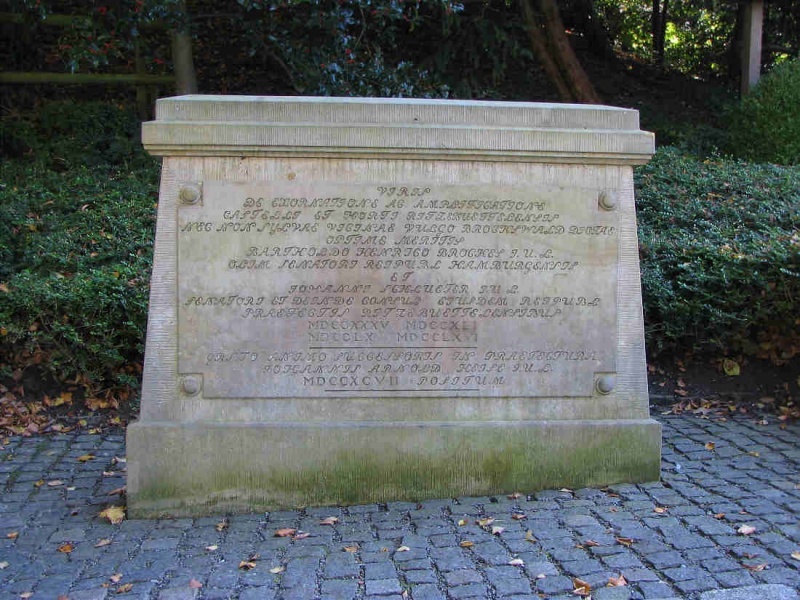 VIRIS
DE EXORNATIONE AC AMPLIFICATIONE
CASTELLI ET HORTI RITZEBUETTELENSIS
NEC NON SYLVAE VICINAE VULGO BROCKSWALD DICTAE
OPTIME MERITIS
BARTHOLDO HENRICO BROCKES I.U.L.
OLIM SENATORI REIPUBL HAMBURGENSIS
ET
IOHANNI SCHLUETER I.U.L.
SENATORI ET DEINDE CONSULI EIUSDEM REIPUBL
PRAEFECTIS RITZEBUETTELENSIBUS
MDCCXXXV MDCCXLI
MDCCLX MDCCLXVI
GRATO ANIMO SUCCESSORIS IN PRAEFECTURA
IOHANNIS ARNOLD HEISE I.U.L.
MDCCXCVII POSITUM